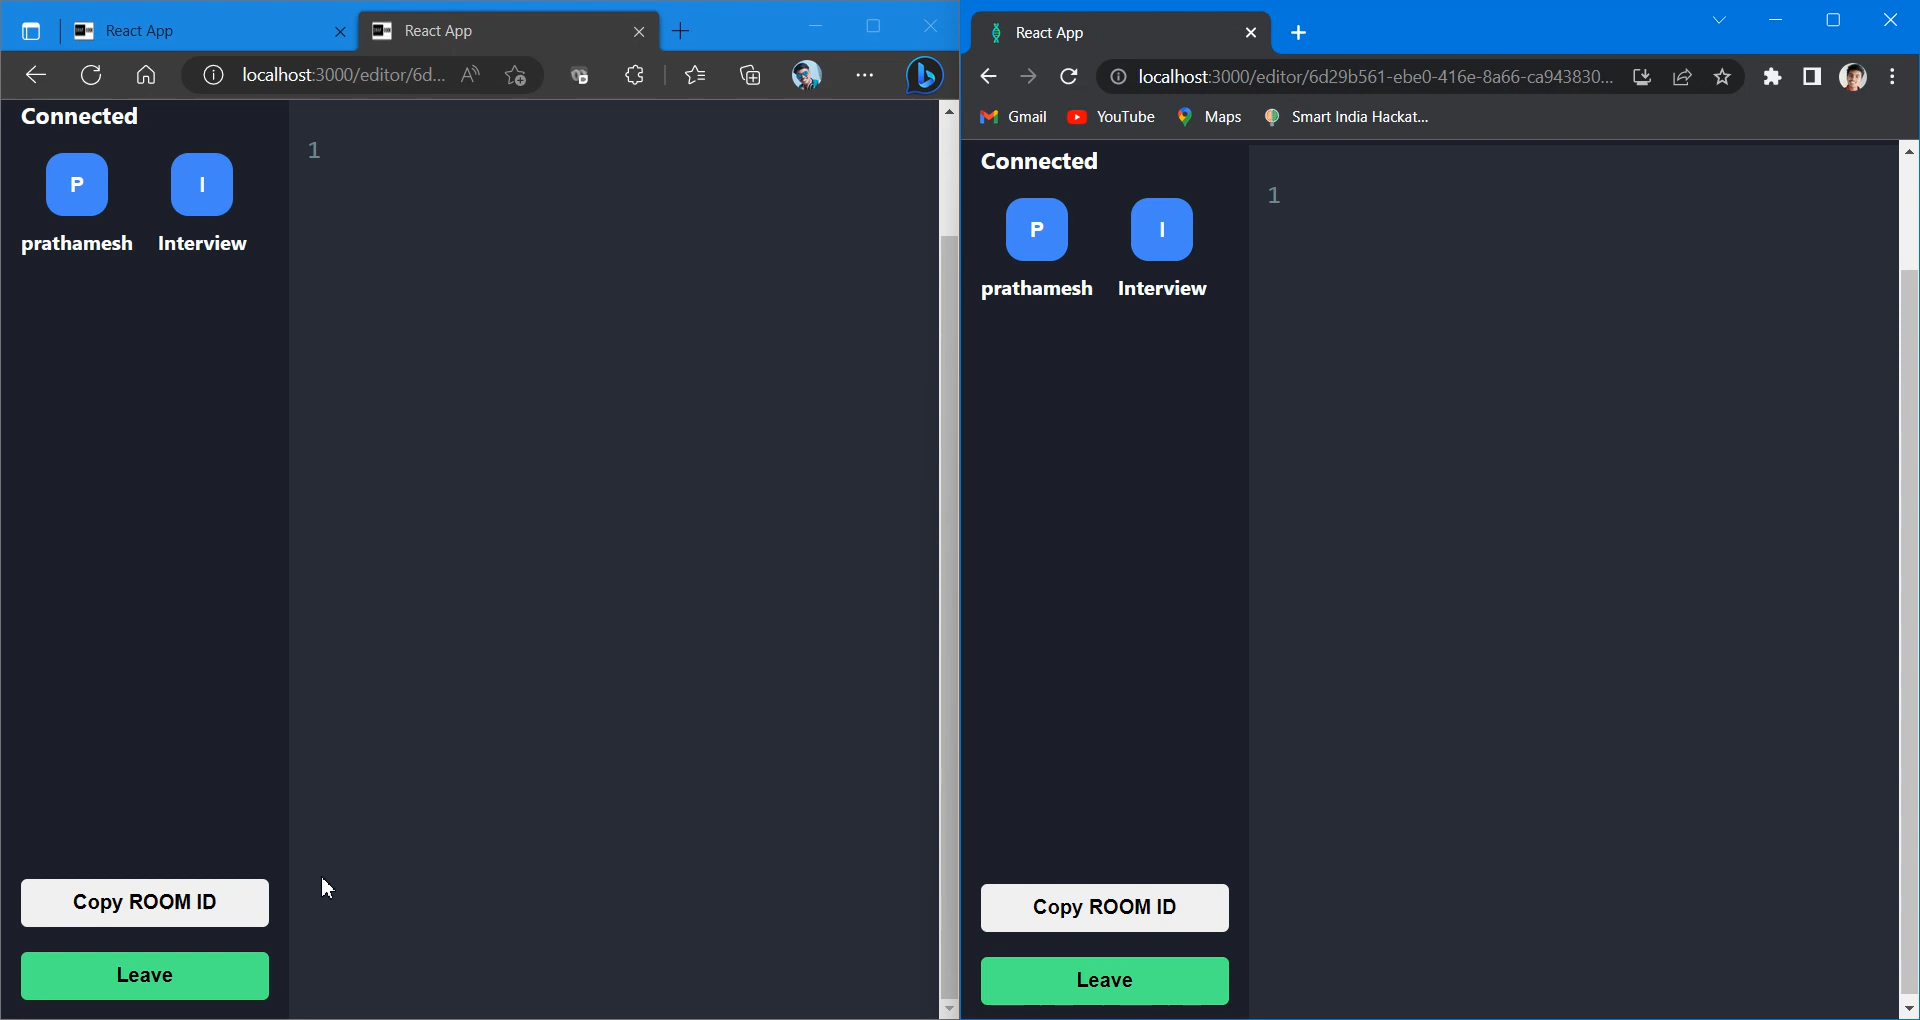 React App
React App
localhost:3000/editor/6d...
Connected
P
I
prathamesh
Interview
1
Copy ROOM ID
Leave
React App
localhost:3000/editor/6d29b561-ebe0-416e-8a66-ca943830...
Gmail
YouTube
Maps
Smart India Hackat...
Connected
P
I
prathamesh
Interview
1
Copy ROOM ID
Leave